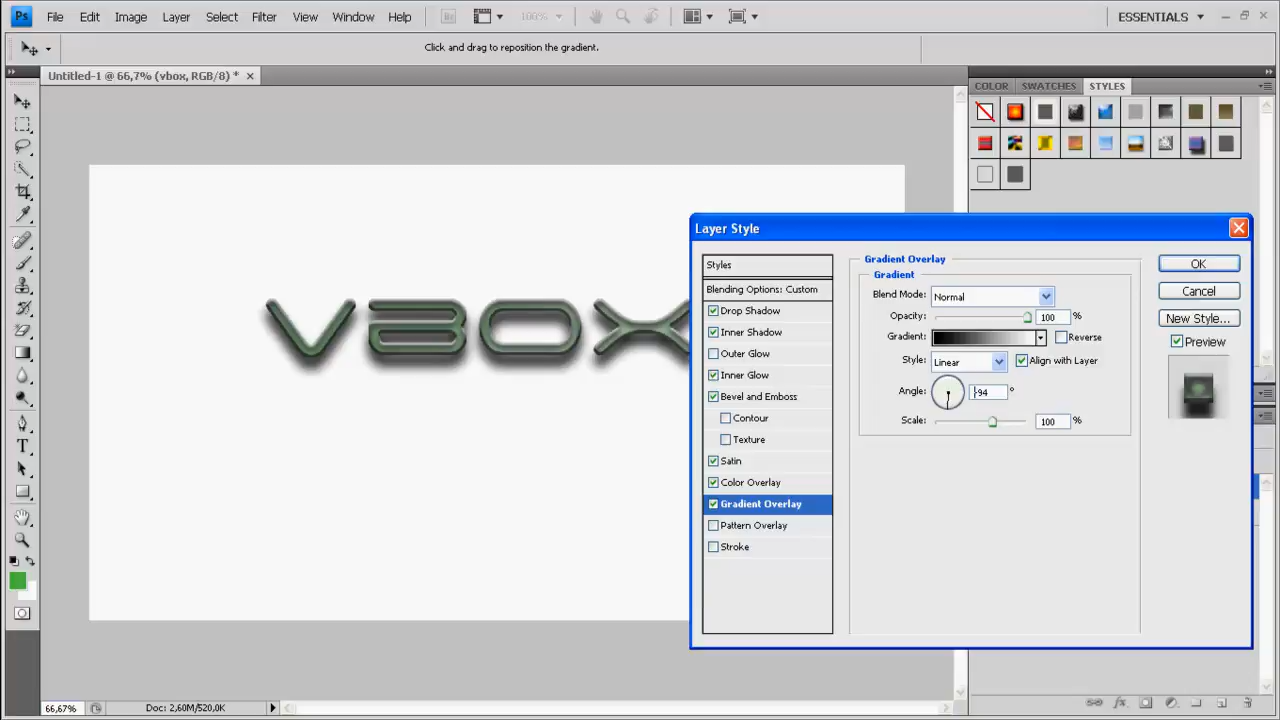 Ps File Edit Image Layer Select Filter View Window Help 100% ESSENTIALS
Click and drag to reposition the gradient.
Untitled-1 @ 66,7% (vbox, RGB/8) *
COLOR SWATCHES STYLES
VBOX
Layer Style
Styles
Blending Options: Custom
Drop Shadow
Inner Shadow
Outer Glow
Inner Glow
Bevel and Emboss
Contour
Texture
Satin
Color Overlay
Gradient Overlay
Pattern Overlay
Stroke
Gradient Overlay
Gradient
Blend Mode: Normal
Opacity: 100 %
Gradient: Reverse
Style: Linear Align with Layer
Angle: -94 °
Scale: 100 %
OK
Cancel
New Style...
Preview
T
66,67% Doc: 2,60M/520,0K
fx